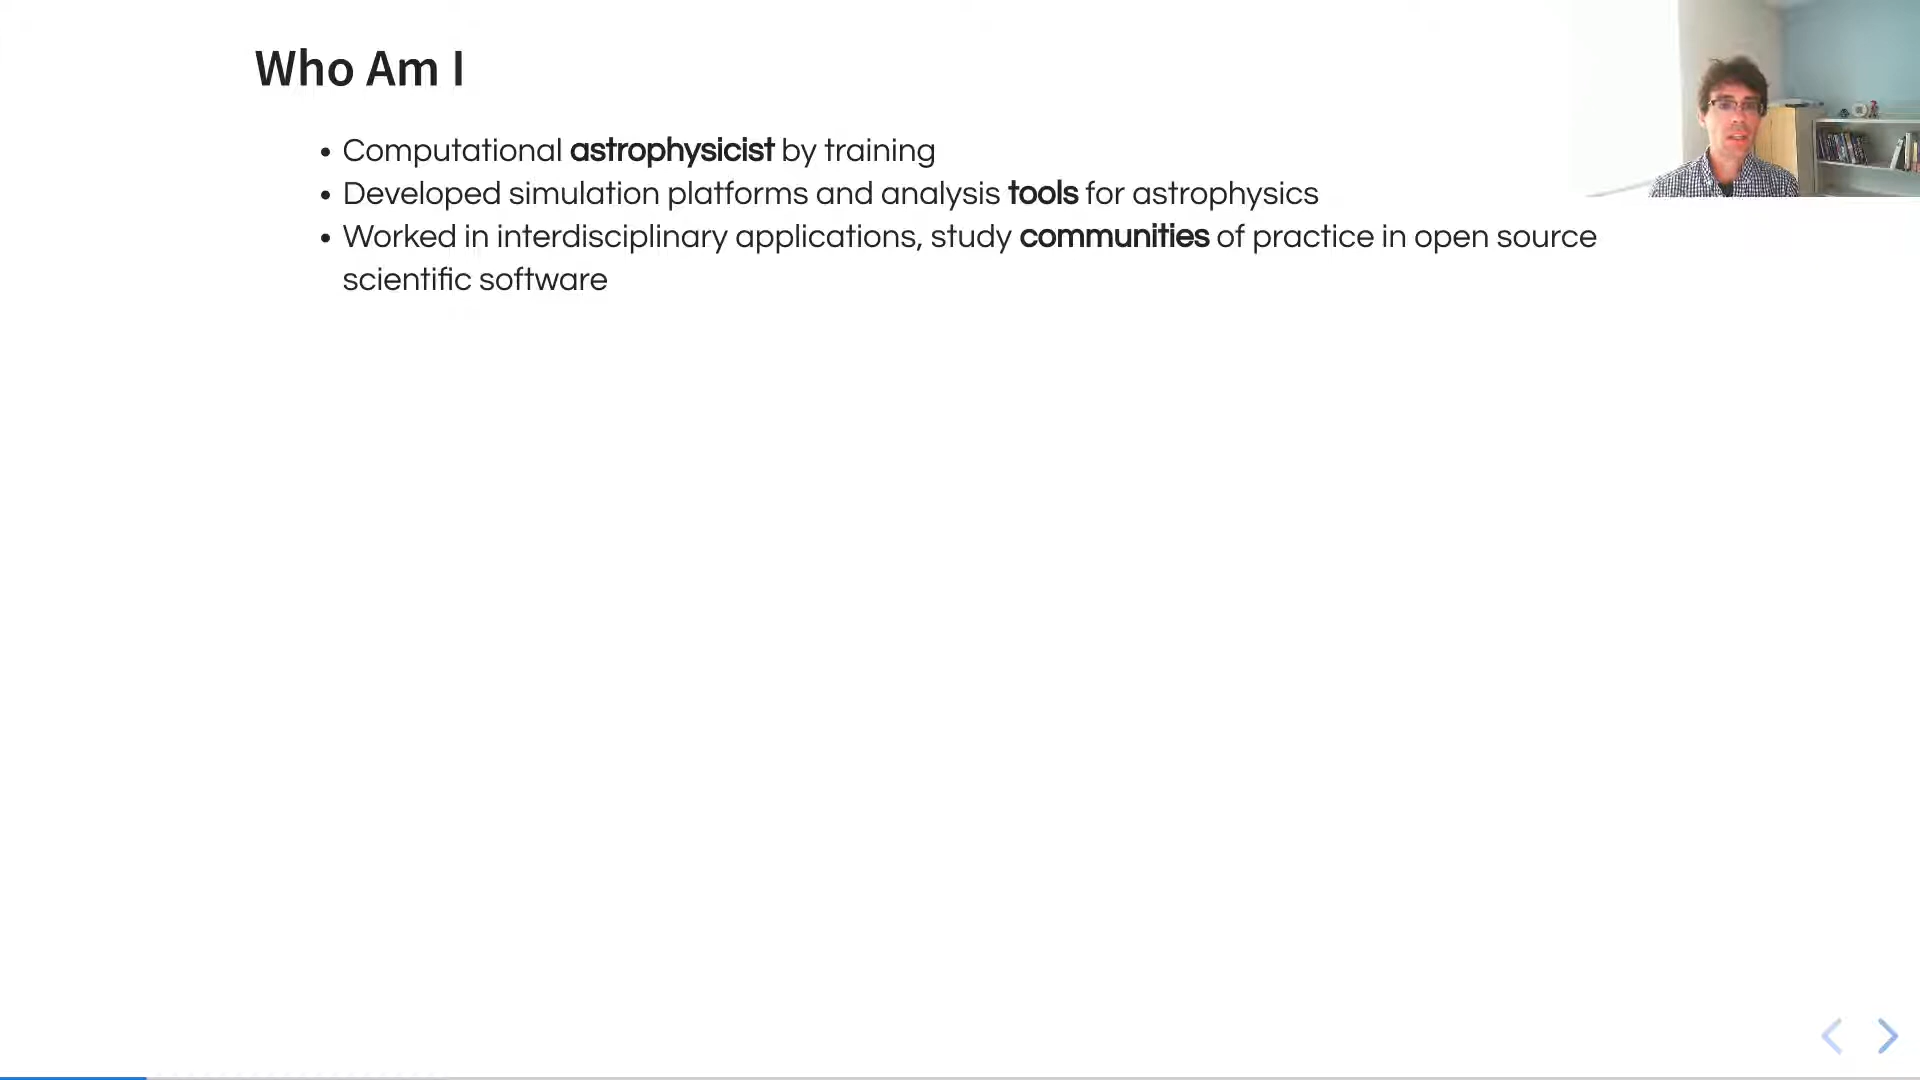 Who Am I
• Computational astrophysicist by training
• Developed simulation platforms and analysis tools for astrophysics
• Worked in interdisciplinary applications, study communities of practice in open source
scientific software